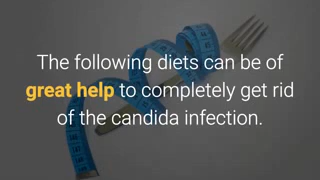 The following diets can be of
great help to completely get rid
of the candida infection.